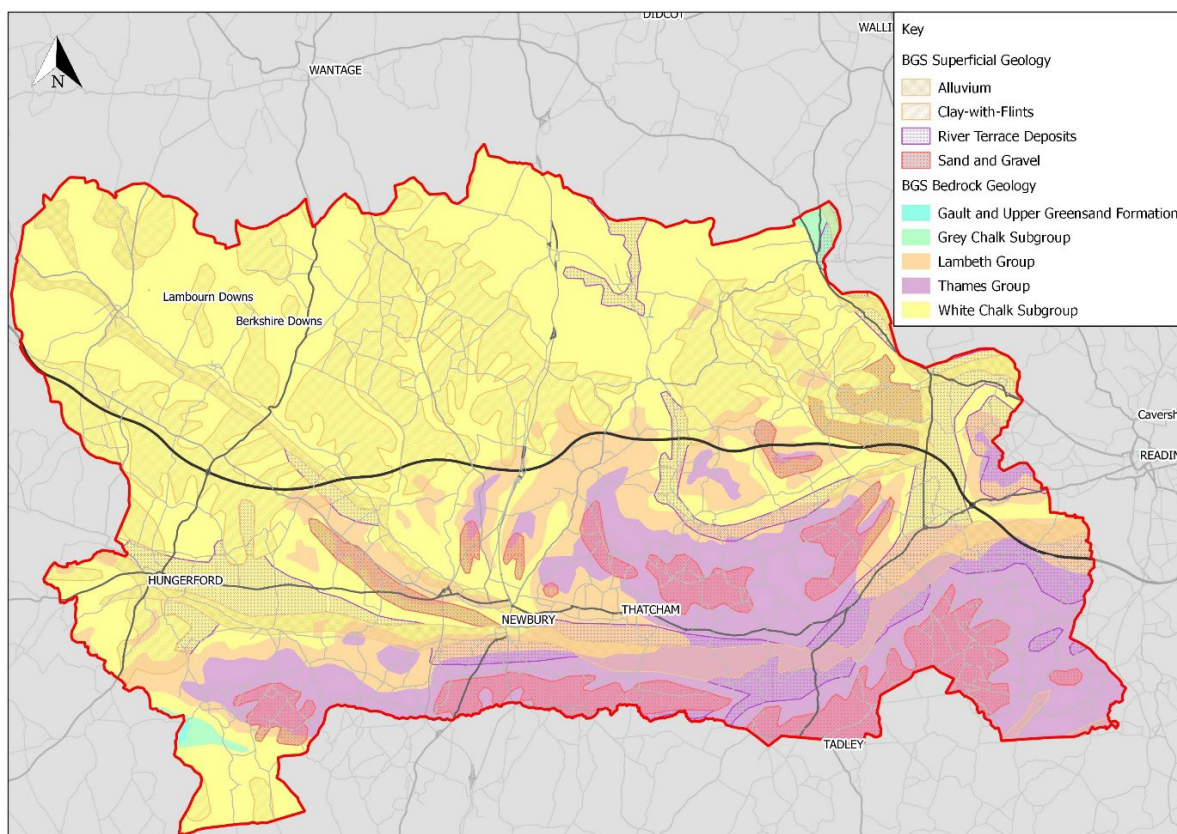 DIDCOT
WALLI
WANTAGE
N
Key
BGS Superficial Geology
Alluvium
Clay-with-Flints
River Terrace Deposits
Sand and Gravel
BGS Bedrock Geology
Gault and Upper Greensand Formation
Grey Chalk Subgroup
Lambeth Group
Thames Group
White Chalk Subgroup
Lambourn Downs
Berkshire Downs
Caversh
READIN
HUNGERFORD
THATCHAM
NEWBURY
TADLEY